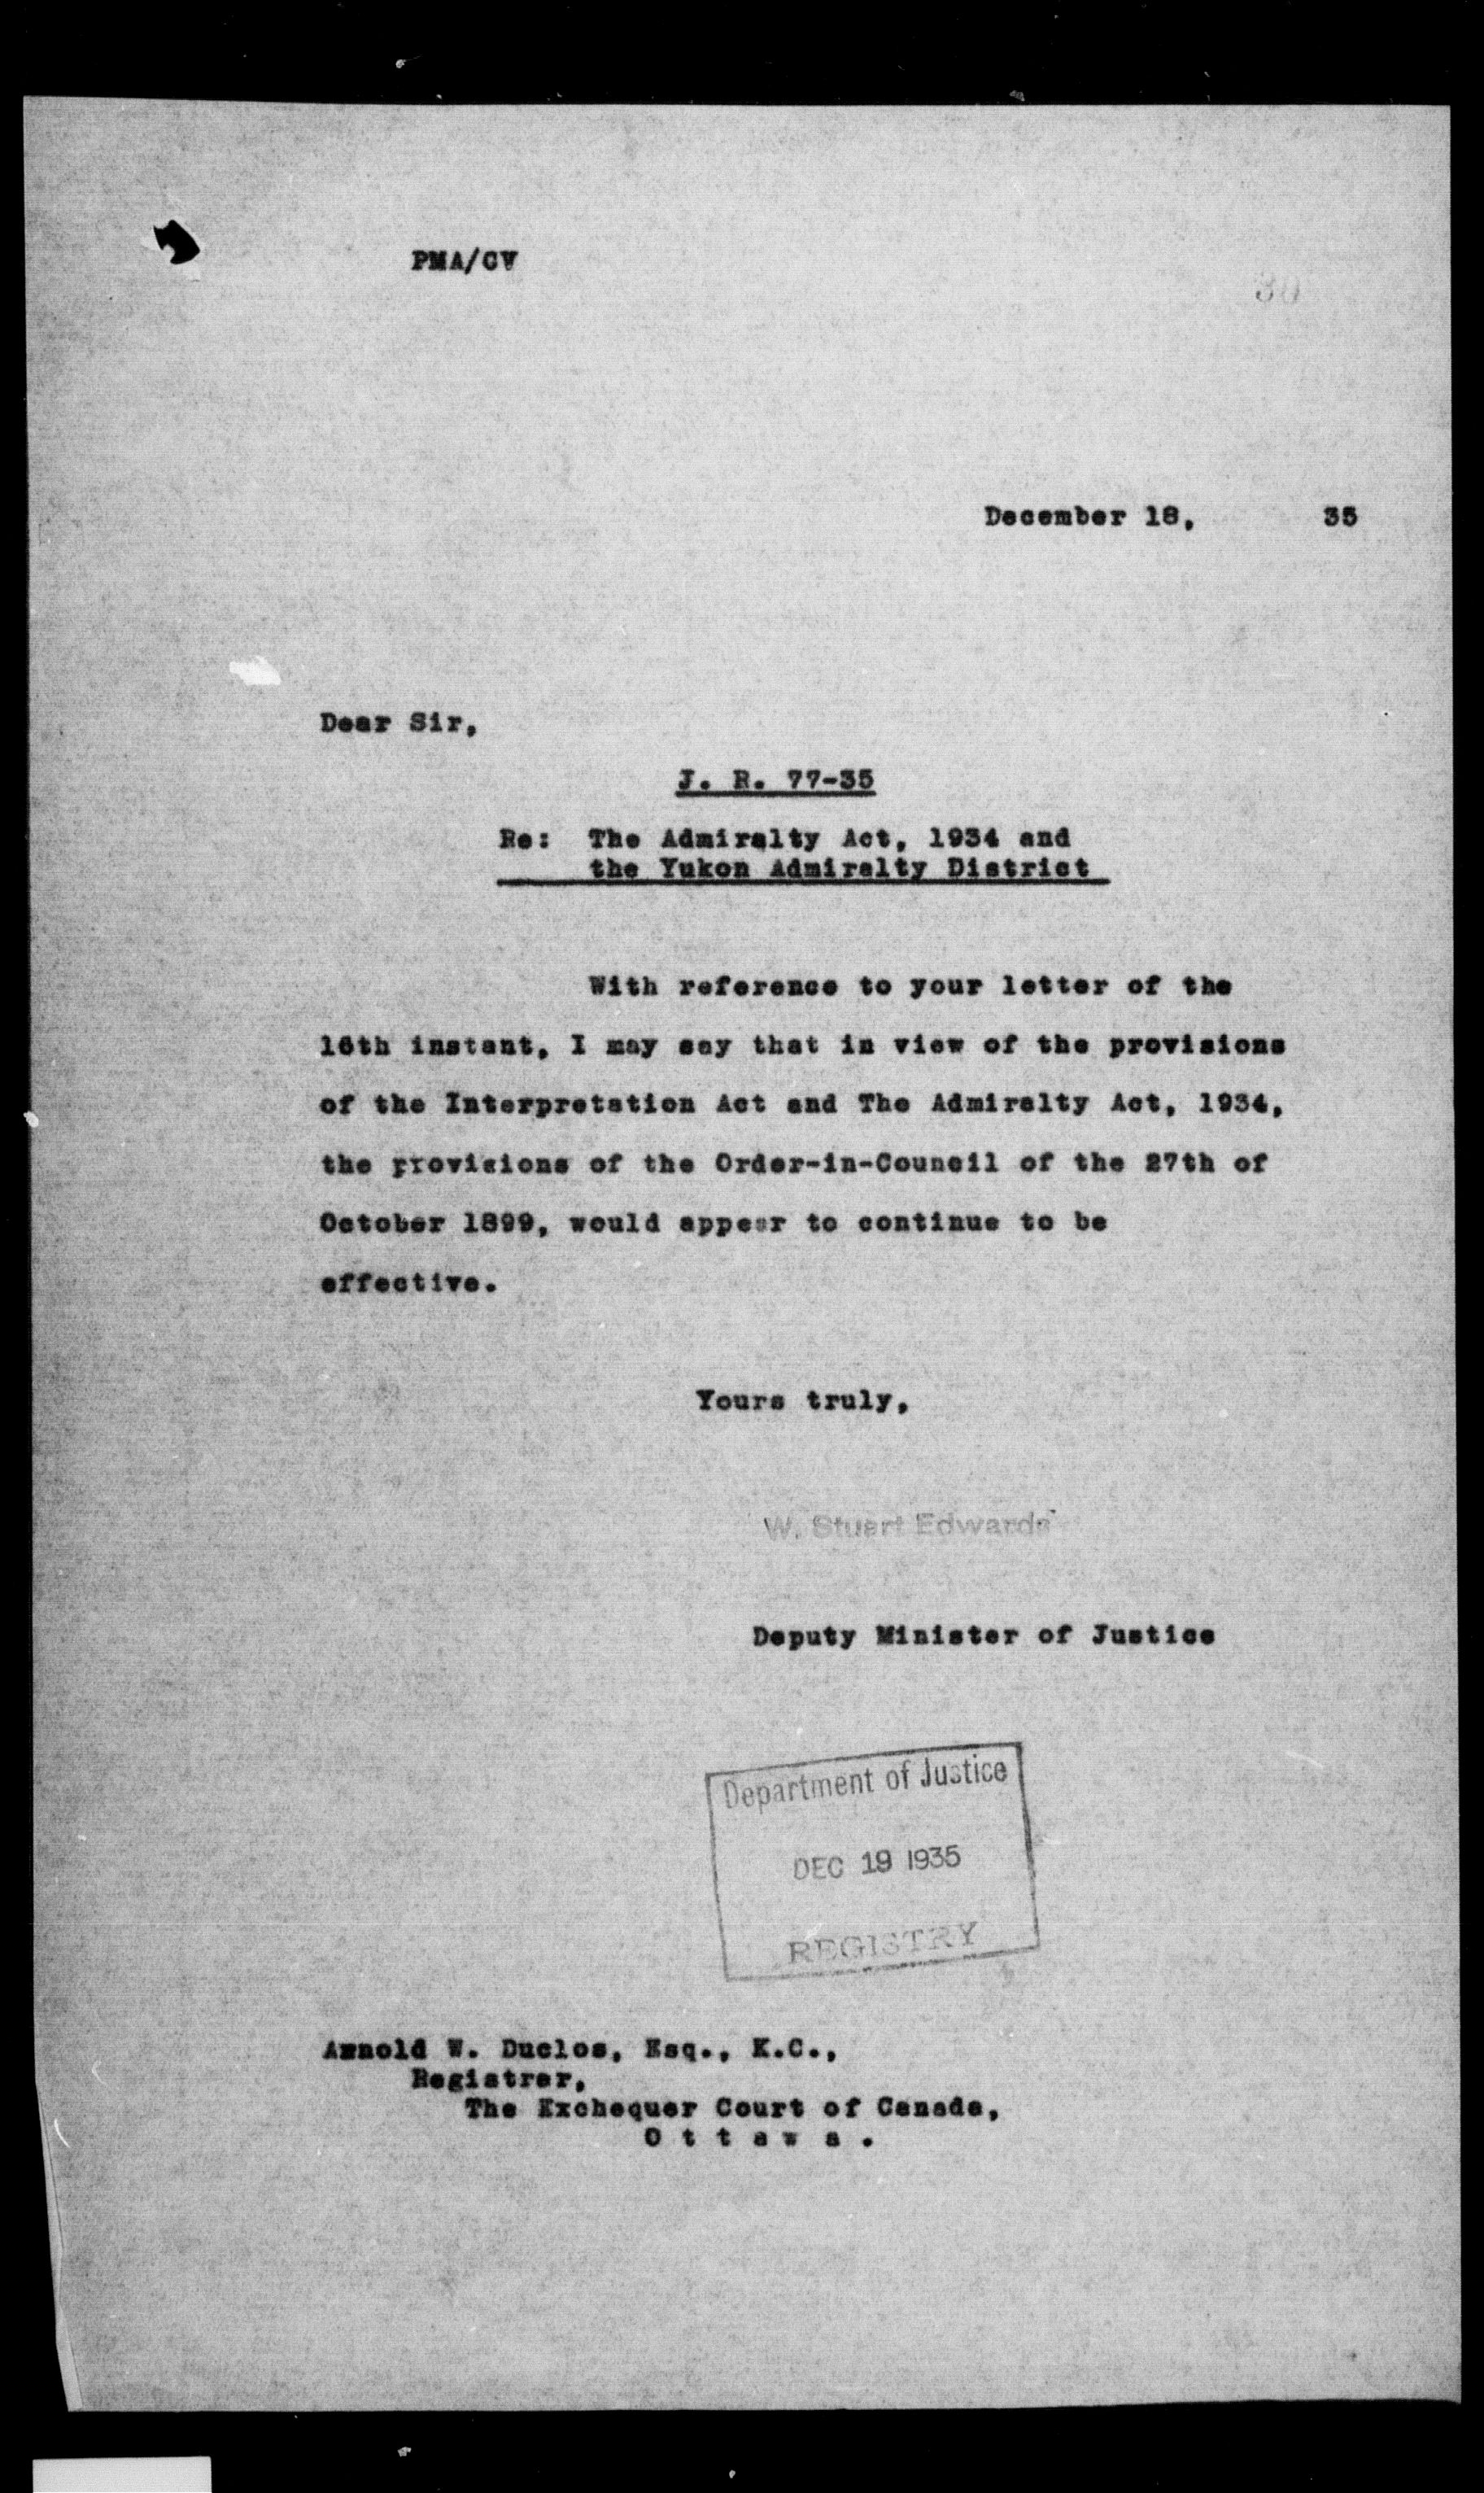 PMA/CV
30
December 18, 35
Dear Sir,
J. R. 77-35
Re: The Admiralty Act, 1934 and
the Yukon Admiralty District
With reference to your letter of the
16th instant, I may say that in view of the provisions
of the Interpretation Act and The Admiralty Act, 1934,
the provisions of the Order-in-Council of the 27th of
October 1899, would appear to continue to be
effective.
Yours truly,
W. Stuart Edwards
Deputy Minister of Justice
Department of Justice
DEC 19 1935
REGISTRY
Arnold W. Duclos, Esq., K.C.,
Registrar,
The Exchequer Court of Canada,
O t t a w a .